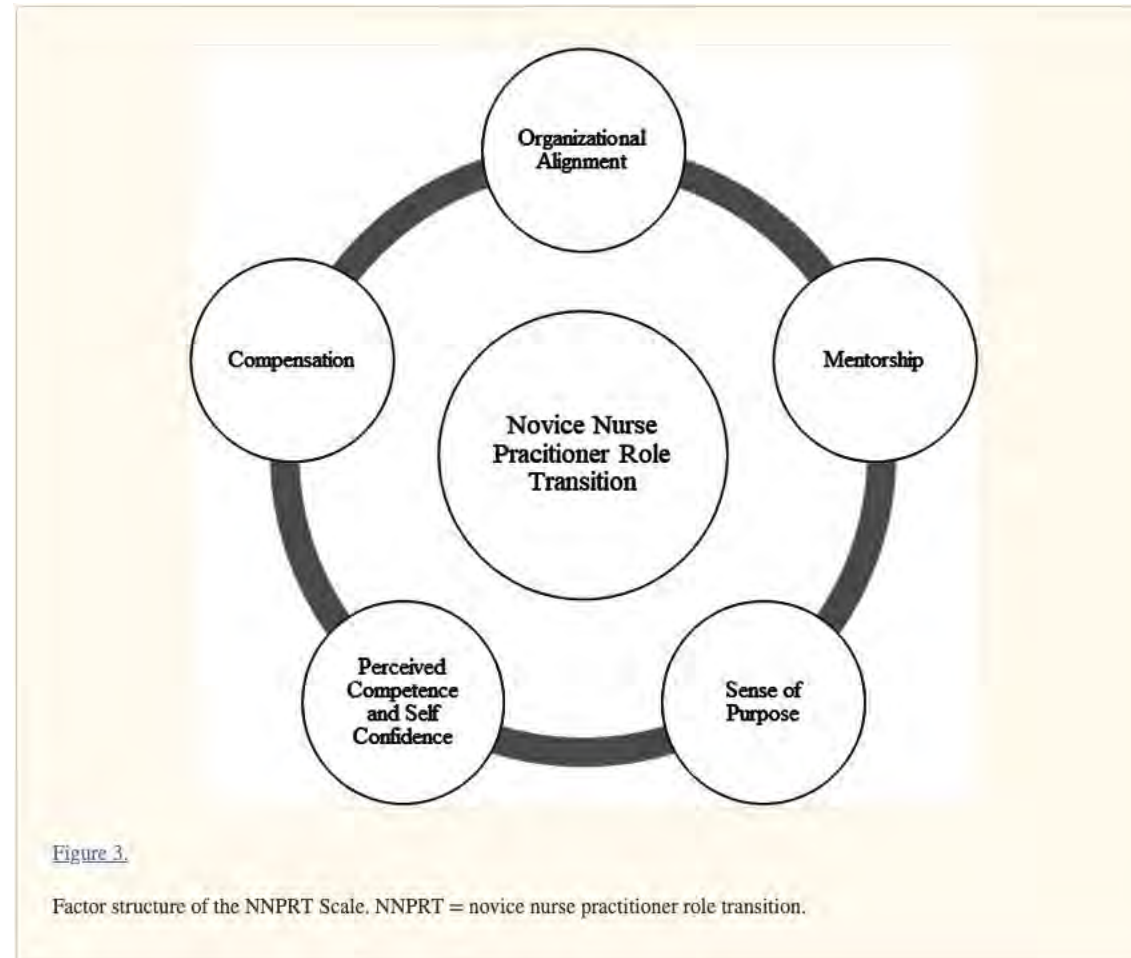 Organizational
Alignment
Compensation
Mentorship
Novice Nurse
Pracitioner Role
Transition
Perceived
Competence
and Self
Confidence
Sense of
Purpose
Figure 3.
Factor structure of the NNPRT Scale. NNPRT = novice nurse practitioner role transition.